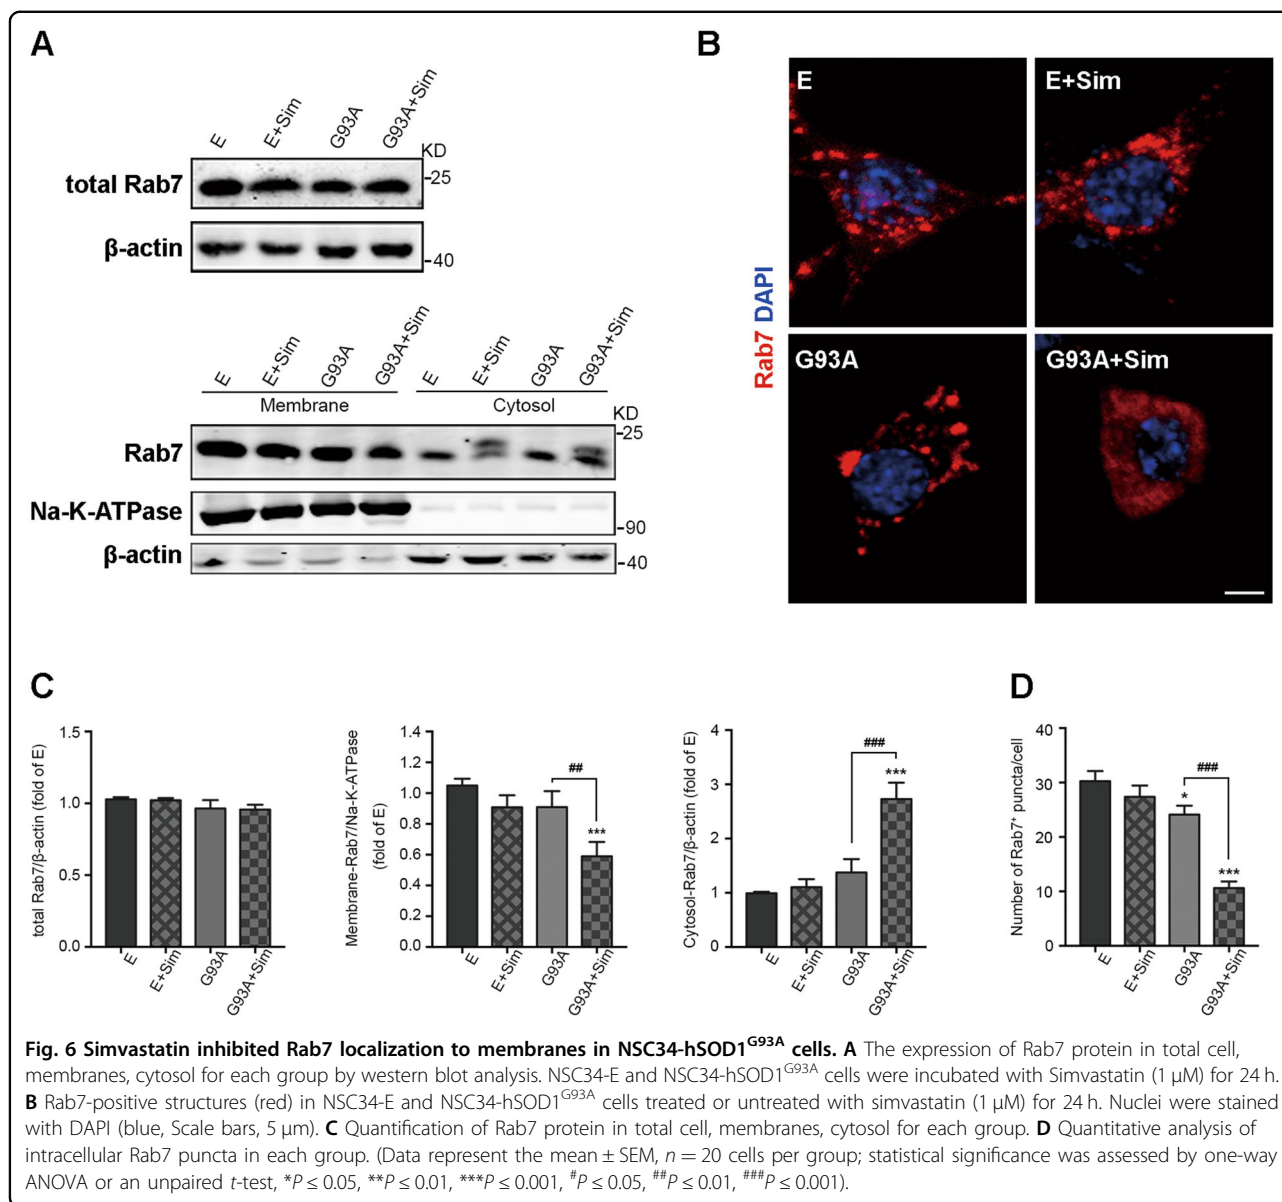 A
E
E+Sim
G93A
G93A+Sim
KD
total Rab7
-25
β-actin
-40
E
E+Sim
G93A
G93A+Sim
E
E+Sim
G93A
G93A+Sim
Membrane
Cytosol
KD
Rab7
-25
Na-K-ATPase
-90
β-actin
-40
B
Rab7 DAPI
E
E+Sim
G93A
G93A+Sim
C
total Rab7/β-actin (fold of E)
1.5
1.0
0.5
0.0
E
E+Sim
G93A
G93A+Sim
Membrane-Rab7/Na-K-ATPase
(fold of E)
1.4
1.2
1.0
0.8
0.6
0.4
0.2
0.0
##
***
E
E+Sim
G93A
G93A+Sim
Cytosol-Rab7/β-actin (fold of E)
4
3
2
1
0
###
***
E
E+Sim
G93A
G93A+Sim
D
Number of Rab7⁺ puncta/cell
40
30
20
10
0
*
###
***
E
E+Sim
G93A
G93A+Sim
Fig. 6 Simvastatin inhibited Rab7 localization to membranes in NSC34-hSOD1^G93A cells. A The expression of Rab7 protein in total cell,
membranes, cytosol for each group by western blot analysis. NSC34-E and NSC34-hSOD1^G93A cells were incubated with Simvastatin (1 µM) for 24 h.
B Rab7-positive structures (red) in NSC34-E and NSC34-hSOD1^G93A cells treated or untreated with simvastatin (1 µM) for 24 h. Nuclei were stained
with DAPI (blue, Scale bars, 5 µm). C Quantification of Rab7 protein in total cell, membranes, cytosol for each group. D Quantitative analysis of
intracellular Rab7 puncta in each group. (Data represent the mean ± SEM, n = 20 cells per group; statistical significance was assessed by one-way
ANOVA or an unpaired t-test, *P ≤ 0.05, **P ≤ 0.01, ***P ≤ 0.001, #P ≤ 0.05, ##P ≤ 0.01, ###P ≤ 0.001).